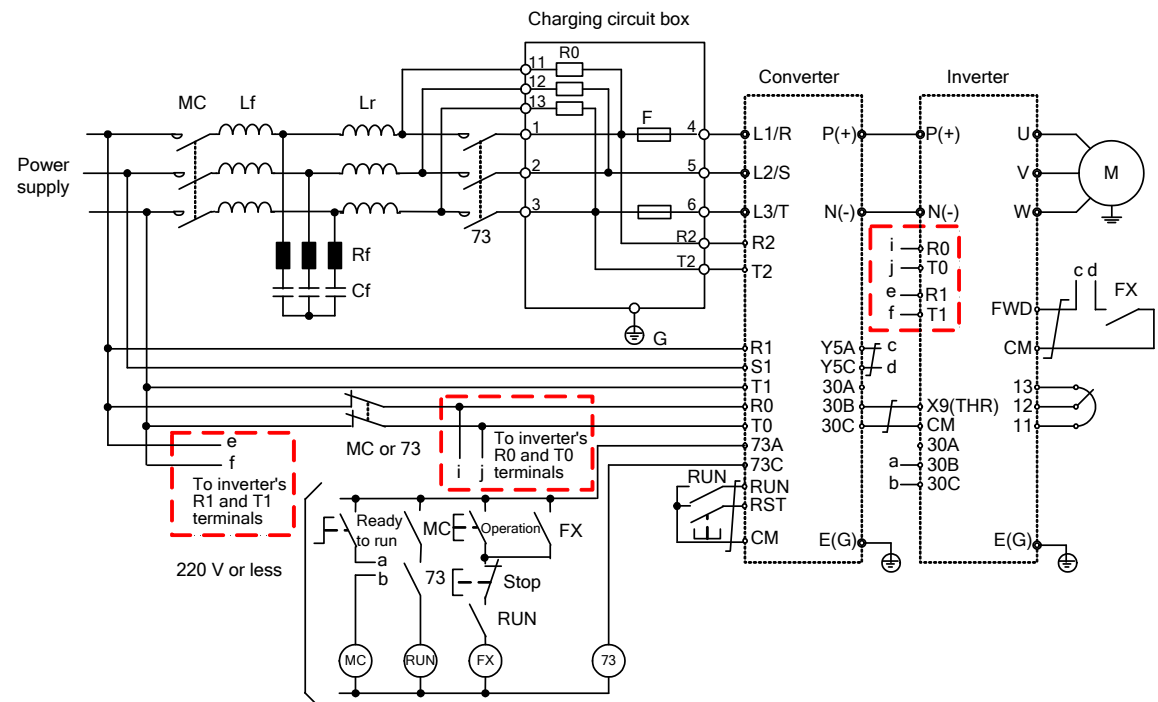 Charging circuit box
11 R0
12
13
MC Lf Lr
F
1 4
2 5
3 6
73
R2
T2
Rf
Cf
G
Power
supply
Converter Inverter
L1/R P(+) P(+) U
L2/S V M
L3/T N(-) N(-) W
R2
T2
i R0
j T0
e R1
f T1
c d
FX
FWD
CM
R1 Y5A c
S1 Y5C d
T1 30A 13
R0 30B X9(THR) 12
T0 30C CM 11
73A 30A
73C a 30B
b 30C
RUN RUN
RST
CM
E(G) E(G)
MC or 73
To inverter's
R0 and T0
terminals
i j
e
f
To inverter's
R1 and T1
terminals
220 V or less
Ready
to run
a
b
MC
73
Operation
FX
Stop
RUN
MC RUN FX 73